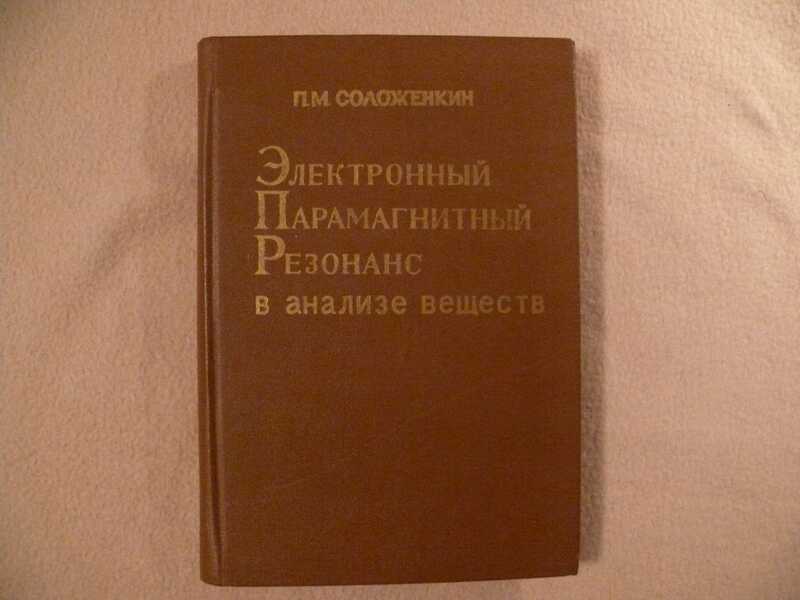 П.М. СОЛОЖЕНКИН
ЭЛЕКТРОННЫЙ
ПАРАМАГНИТНЫЙ
РЕЗОНАНС
в анализе веществ